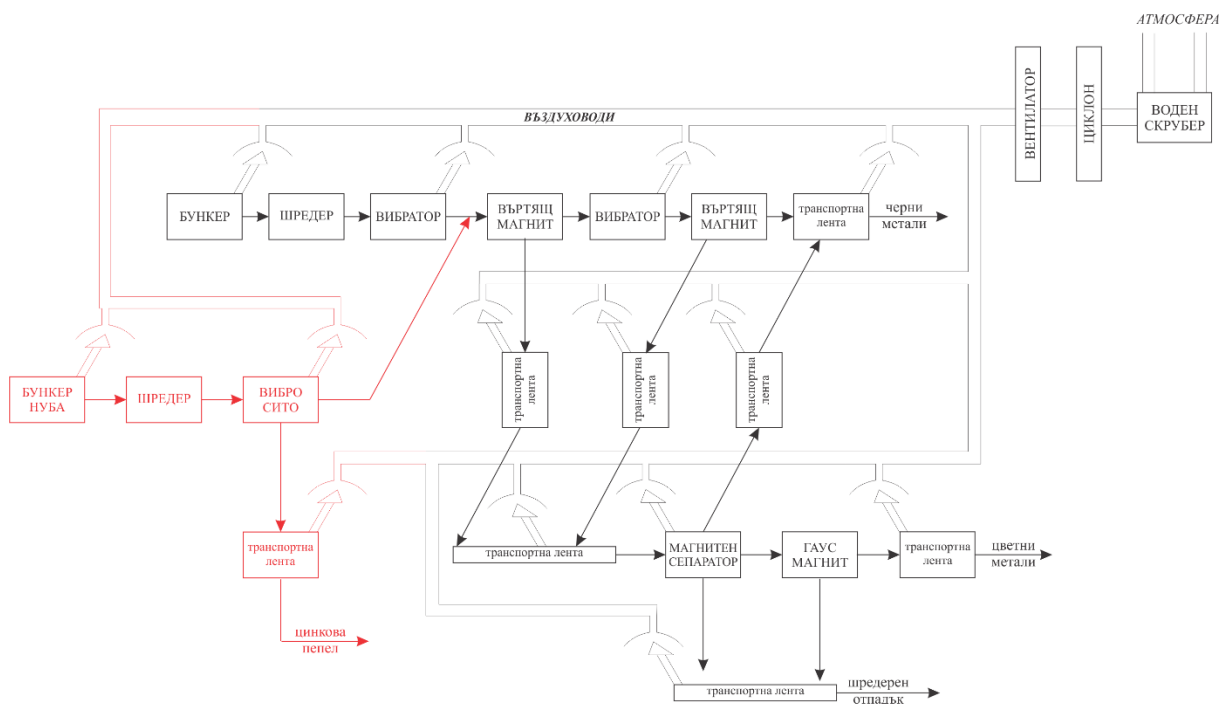 АТМОСФЕРА
ВЕНТИЛАТОР
ЦИКЛОН
ВОДЕН
СКРУБЕР
ВЪЗДУХОВОДИ
БУНКЕР
ШРЕДЕР
ВИБРАТОР
ВЪРТЯЩ
МАГНИТ
ВИБРАТОР
ВЪРТЯЩ
МАГНИТ
транспортна
лента
черни
метали
транспортна
лента
транспортна
лента
транспортна
лента
БУНКЕР
НУБА
ШРЕДЕР
ВИБРО
СИТО
транспортна
лента
транспортна лента
МАГНИТЕН
СЕПАРАТОР
ГАУС
МАГНИТ
транспортна
лента
цветни
метали
цинкова
пепел
транспортна лента
шредерен
отпадък